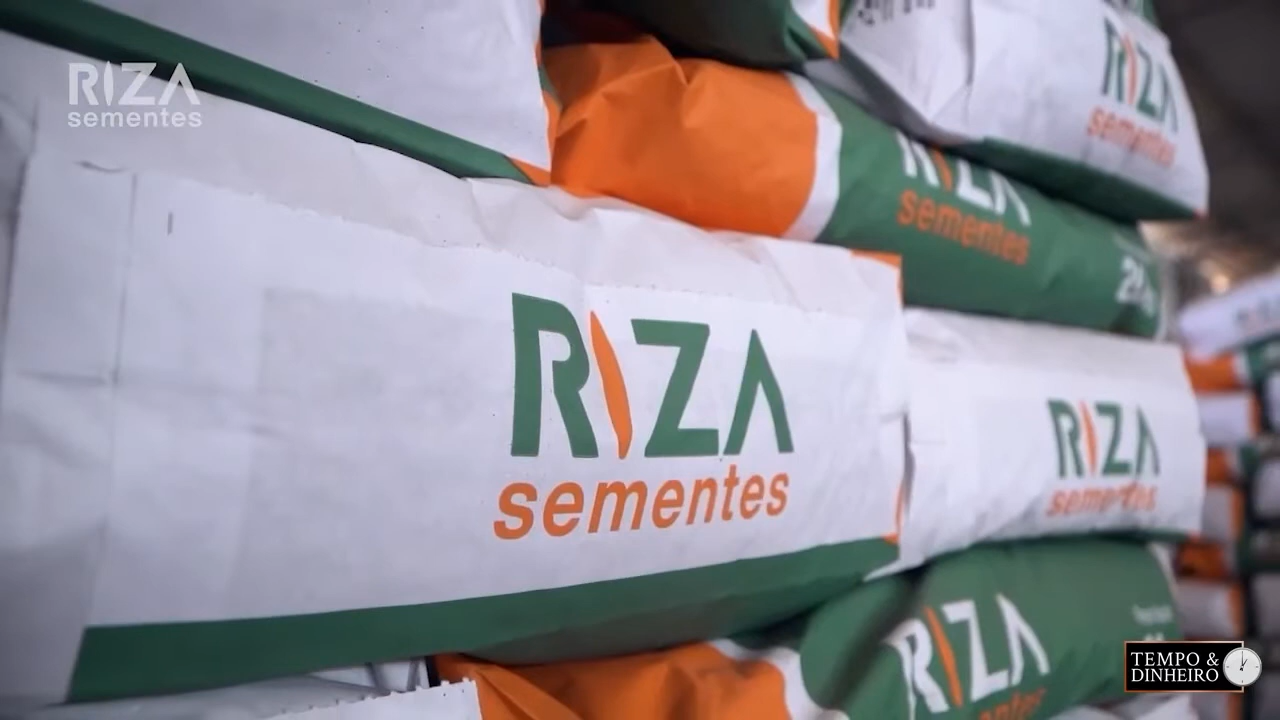 RIZA
sementes
RIZA
sementes
RIZA
sementes
RIZA
sementes
RIZA
sementes
RIZA
TEMPO &
DINHEIRO